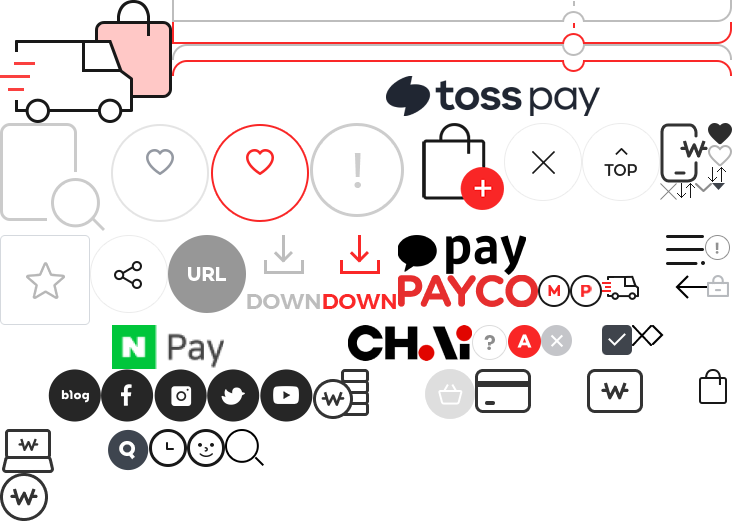 toss pay
TOP
₩
URL
DOWN
DOWN
pay
PAYCO
M
P
N Pay
CHAi
?
A
blog
f
₩
₩
₩
Q
₩